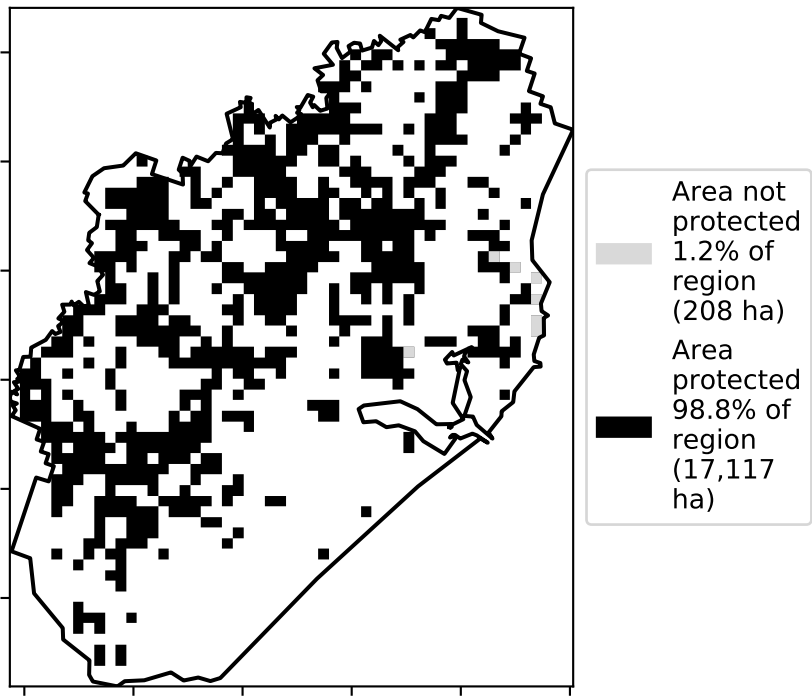 Area not
protected
1.2% of
region
(208 ha)
Area
protected
98.8% of
region
(17,117
ha)